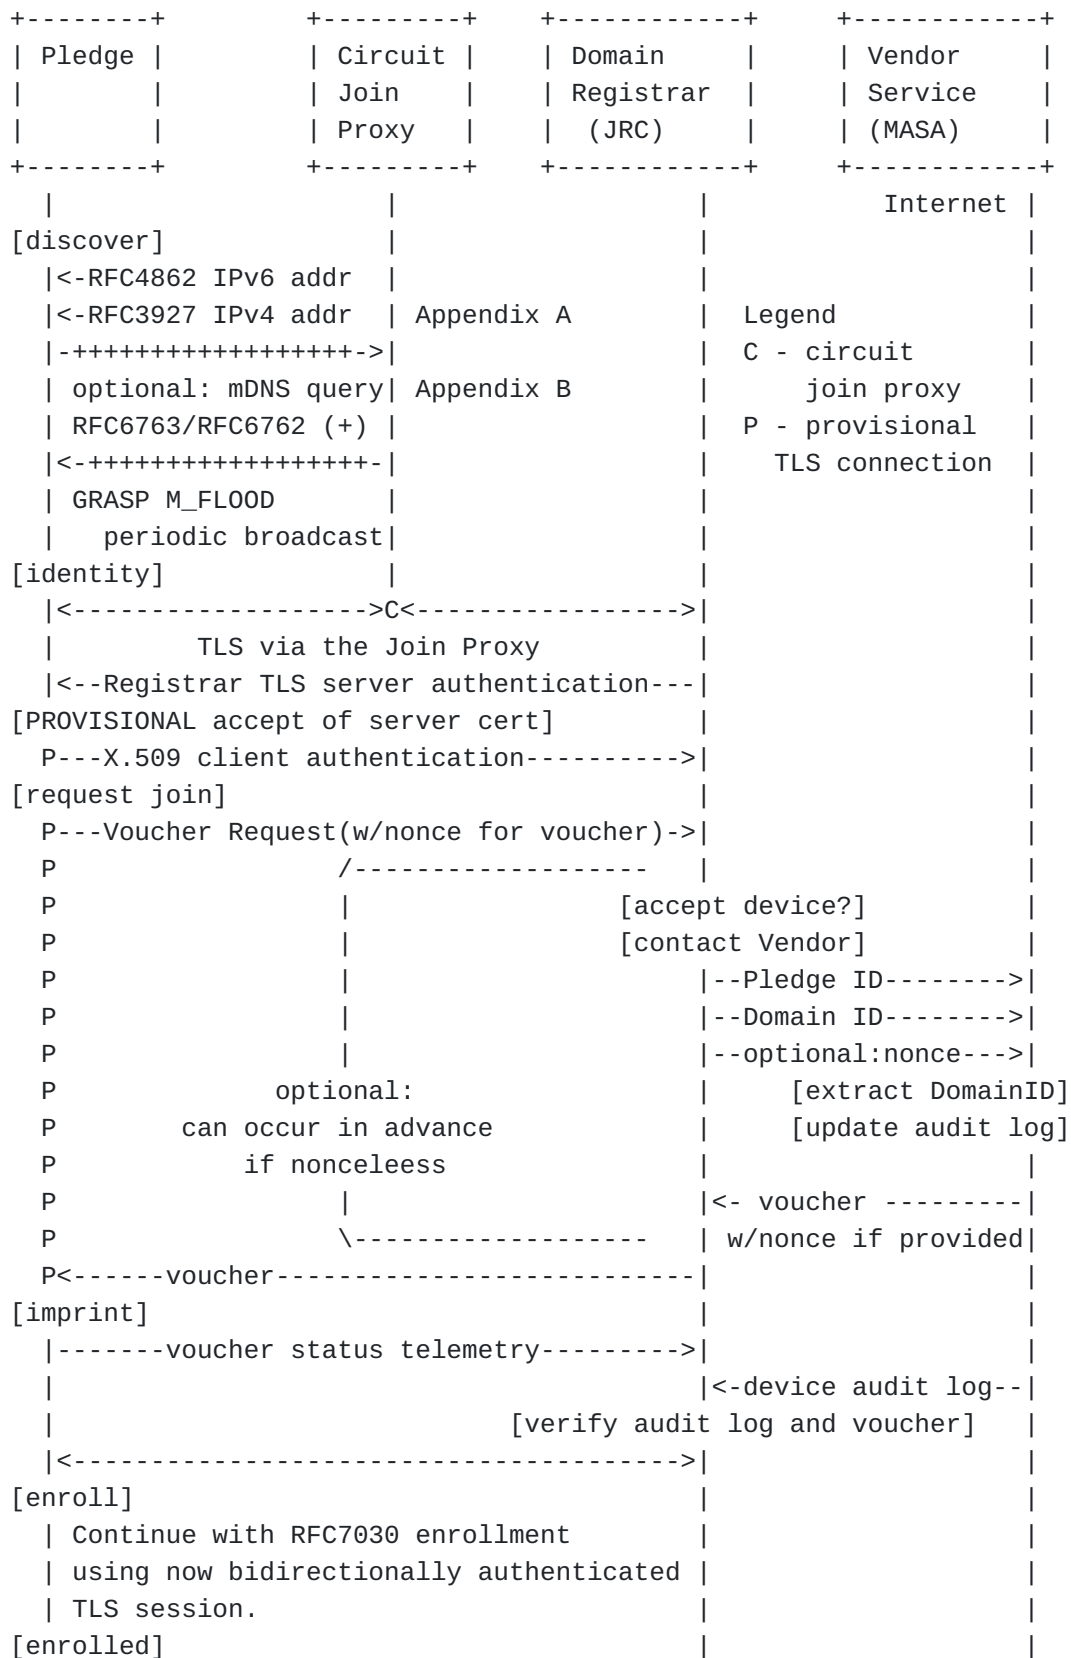 +--------+         +---------+    +------------+     +------------+
| Pledge |         | Circuit |    | Domain     |     | Vendor     |
|        |         | Join    |    | Registrar  |     | Service    |
|        |         | Proxy   |    |  (JRC)     |     | (MASA)     |
+--------+         +---------+    +------------+     +------------+
  |                     |                   |           Internet |
[discover]              |                   |                    |
  |<-RFC4862 IPv6 addr  |                   |                    |
  |<-RFC3927 IPv4 addr  | Appendix A        |  Legend            |
  |-++++++++++++++++++->|                   |  C - circuit       |
  | optional: mDNS query| Appendix B        |      join proxy    |
  | RFC6763/RFC6762 (+) |                   |  P - provisional   |
  |<-++++++++++++++++++-|                   |    TLS connection  |
  | GRASP M_FLOOD       |                   |                    |
  |   periodic broadcast|                   |                    |
[identity]              |                   |                    |
  |<------------------->C<----------------->|                    |
  |         TLS via the Join Proxy          |                    |
  |<--Registrar TLS server authentication---|                    |
[PROVISIONAL accept of server cert]         |                    |
  P---X.509 client authentication---------->|                    |
[request join]                              |                    |
  P---Voucher Request(w/nonce for voucher)->|                    |
  P                  /-------------------   |                    |
  P                  |                 [accept device?]          |
  P                  |                 [contact Vendor]          |
  P                  |                      |--Pledge ID-------->|
  P                  |                      |--Domain ID-------->|
  P                  |                      |--optional:nonce--->|
  P              optional:                  |     [extract DomainID]
  P        can occur in advance             |     [update audit log]
  P            if nonceleess                |                    |
  P                  |                      |<- voucher ---------|
  P                  \-------------------   | w/nonce if provided|
  P<------voucher---------------------------|                    |
[imprint]                                   |                    |
  |-------voucher status telemetry--------->|                    |
  |                                         |<-device audit log--|
  |                             [verify audit log and voucher]   |
  |<--------------------------------------->|                    |
[enroll]                                    |                    |
  | Continue with RFC7030 enrollment        |                    |
  | using now bidirectionally authenticated |                    |
  | TLS session.                            |                    |
[enrolled]                                  |                    |